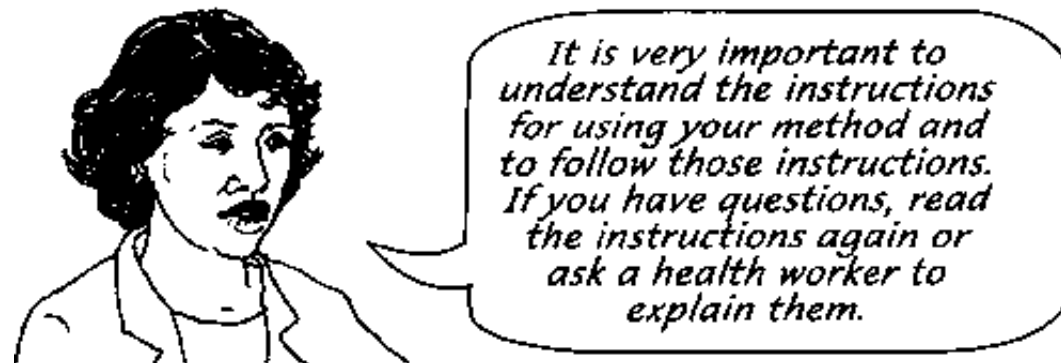 It is very important to
understand the instructions
for using your method and
to follow those instructions.
If you have questions, read
the instructions again or
ask a health worker to
explain them.